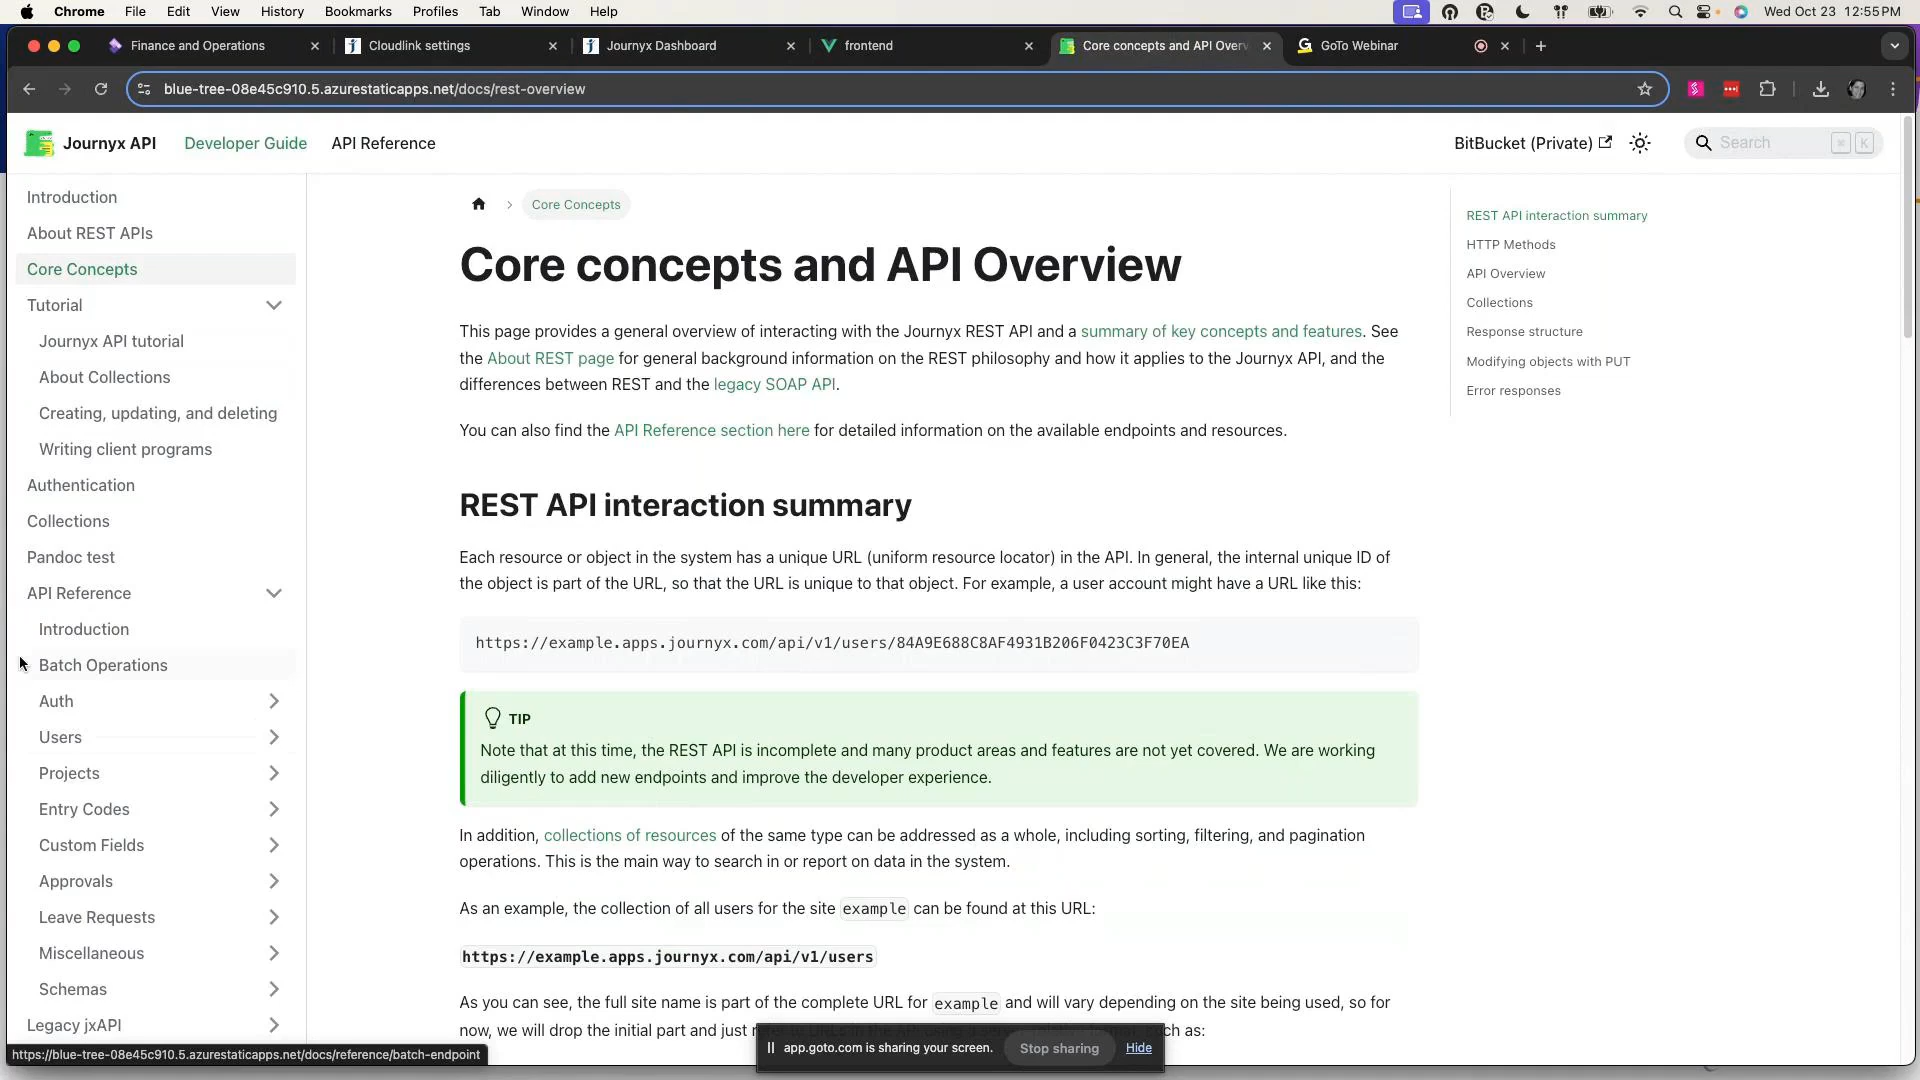 Chrome File Edit View History Bookmarks Profiles Tab Window Help Wed Oct 23 12:55 PM
Finance and Operations Cloudlink settings Journyx Dashboard frontend Core concepts and API Overv GoTo Webinar
blue-tree-08e45c910.5.azurestaticapps.net/docs/rest-overview
Journyx API Developer Guide API Reference BitBucket (Private) Search ⌘ K
Introduction
About REST APIs
Core Concepts
Tutorial
Journyx API tutorial
About Collections
Creating, updating, and deleting
Writing client programs
Authentication
Collections
Pandoc test
API Reference
Introduction
Batch Operations
Auth
Users
Projects
Entry Codes
Custom Fields
Approvals
Leave Requests
Miscellaneous
Schemas
Legacy jxAPI
Core Concepts
Core concepts and API Overview
This page provides a general overview of interacting with the Journyx REST API and a summary of key concepts and features. See
the About REST page for general background information on the REST philosophy and how it applies to the Journyx API, and the
differences between REST and the legacy SOAP API.
You can also find the API Reference section here for detailed information on the available endpoints and resources.
REST API interaction summary
Each resource or object in the system has a unique URL (uniform resource locator) in the API. In general, the internal unique ID of
the object is part of the URL, so that the URL is unique to that object. For example, a user account might have a URL like this:
https://example.apps.journyx.com/api/v1/users/84A9E688C8AF4931B206F0423C3F70EA
TIP
Note that at this time, the REST API is incomplete and many product areas and features are not yet covered. We are working
diligently to add new endpoints and improve the developer experience.
In addition, collections of resources of the same type can be addressed as a whole, including sorting, filtering, and pagination
operations. This is the main way to search in or report on data in the system.
As an example, the collection of all users for the site example can be found at this URL:
https://example.apps.journyx.com/api/v1/users
As you can see, the full site name is part of the complete URL for example and will vary depending on the site being used, so for
now, we will drop the initial part and just as:
REST API interaction summary
HTTP Methods
API Overview
Collections
Response structure
Modifying objects with PUT
Error responses
https://blue-tree-08e45c910.5.azurestaticapps.net/docs/reference/batch-endpoint
app.goto.com is sharing your screen. Stop sharing Hide